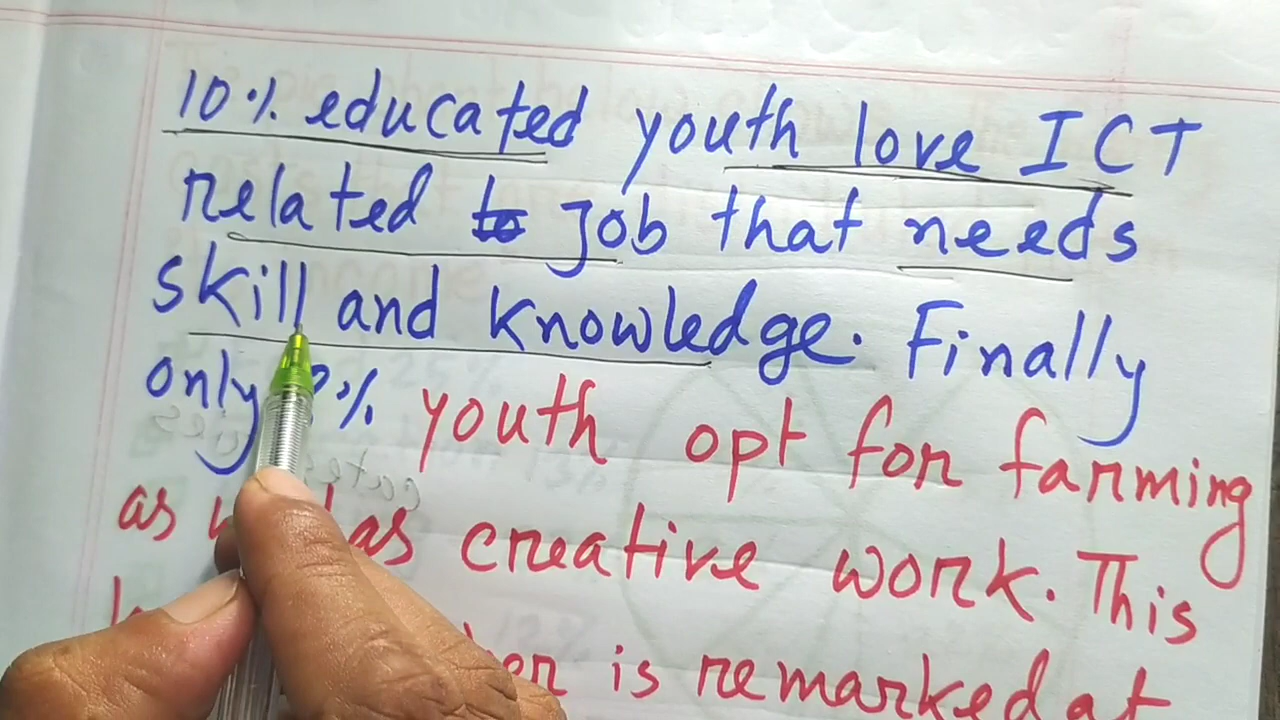 10% educated youth love ICT
related to job that needs
skill and knowledge. Finally
only % youth opt for farming
as as creative work. This
is remarked at